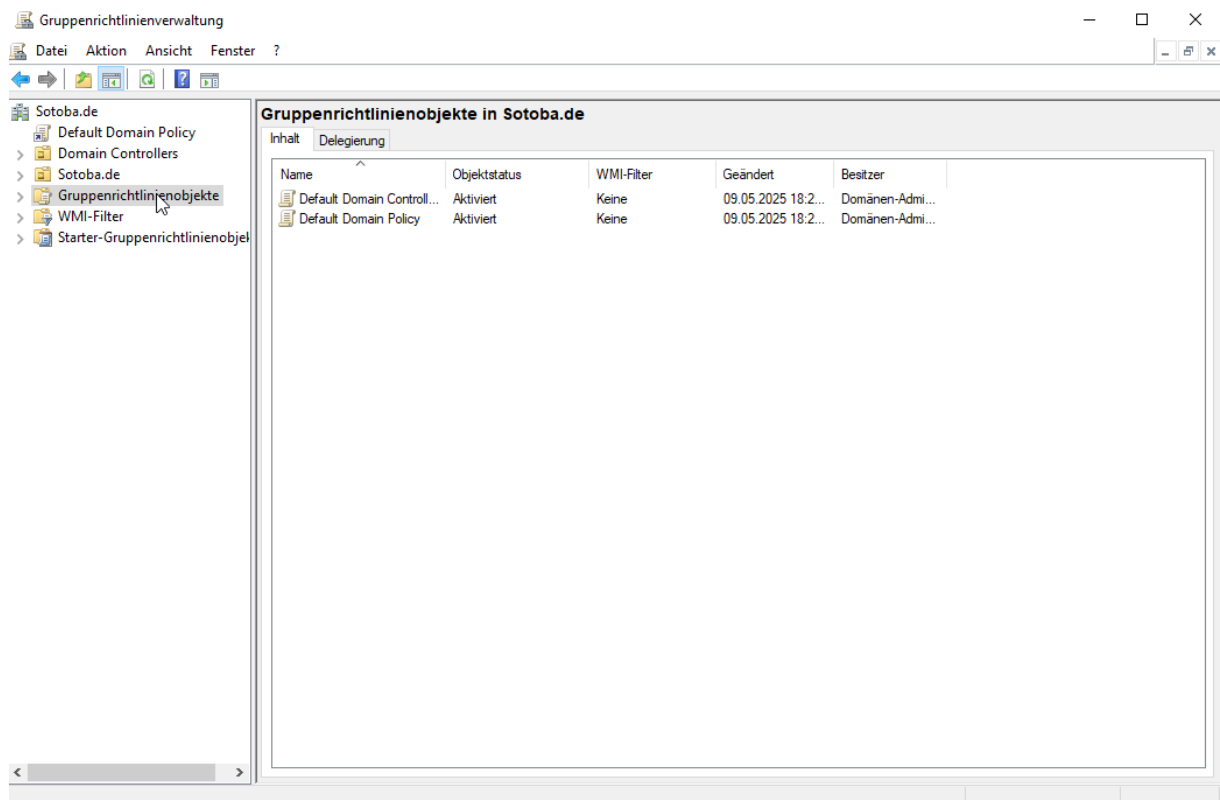 Gruppenrichtlinienverwaltung
Datei Aktion Ansicht Fenster ?
Sotoba.de
Default Domain Policy
Domain Controllers
Sotoba.de
Gruppenrichtlinienobjekte
WMI-Filter
Starter-Gruppenrichtlinienobjek
Gruppenrichtlinienobjekte in Sotoba.de
Inhalt Delegierung
Name Objektstatus WMI-Filter Geändert Besitzer
Default Domain Controll... Aktiviert Keine 09.05.2025 18:2... Domänen-Admi...
Default Domain Policy Aktiviert Keine 09.05.2025 18:2... Domänen-Admi...